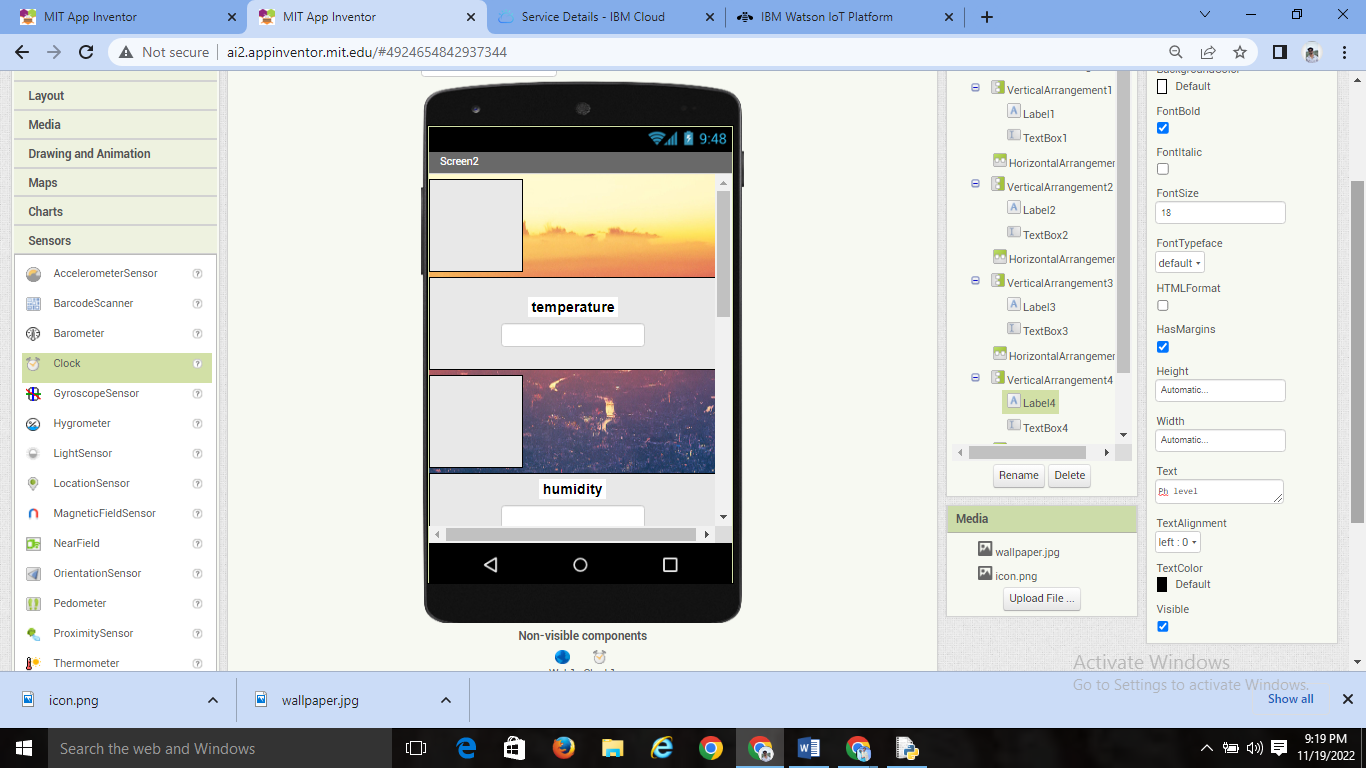 MIT App Inventor
MIT App Inventor
Service Details - IBM Cloud
IBM Watson IoT Platform
Not secure
ai2.appinventor.mit.edu/#4924654842937344
Layout
Media
Drawing and Animation
Maps
Charts
Sensors
AccelerometerSensor
BarcodeScanner
Barometer
Clock
GyroscopeSensor
Hygrometer
LightSensor
LocationSensor
MagneticFieldSensor
NearField
OrientationSensor
Pedometer
ProximitySensor
Thermometer
9:48
Screen2
temperature
humidity
Non-visible components
VerticalArrangement1
Label1
TextBox1
HorizontalArrangemer
VerticalArrangement2
Label2
TextBox2
HorizontalArrangemer
VerticalArrangement3
Label3
TextBox3
HorizontalArrangemer
VerticalArrangement4
Label4
TextBox4
Rename
Delete
Media
wallpaper.jpg
icon.png
Upload File ...
BackgroundColor
Default
FontBold
FontItalic
FontSize
18
FontTypeface
default
HTMLFormat
HasMargins
Height
Automatic...
Width
Automatic...
Text
Ph level
TextAlignment
left : 0
TextColor
Default
Visible
Activate Windows
Go to Settings to activate Windows.
icon.png
wallpaper.jpg
Show all
Search the web and Windows
9:19 PM
11/19/2022